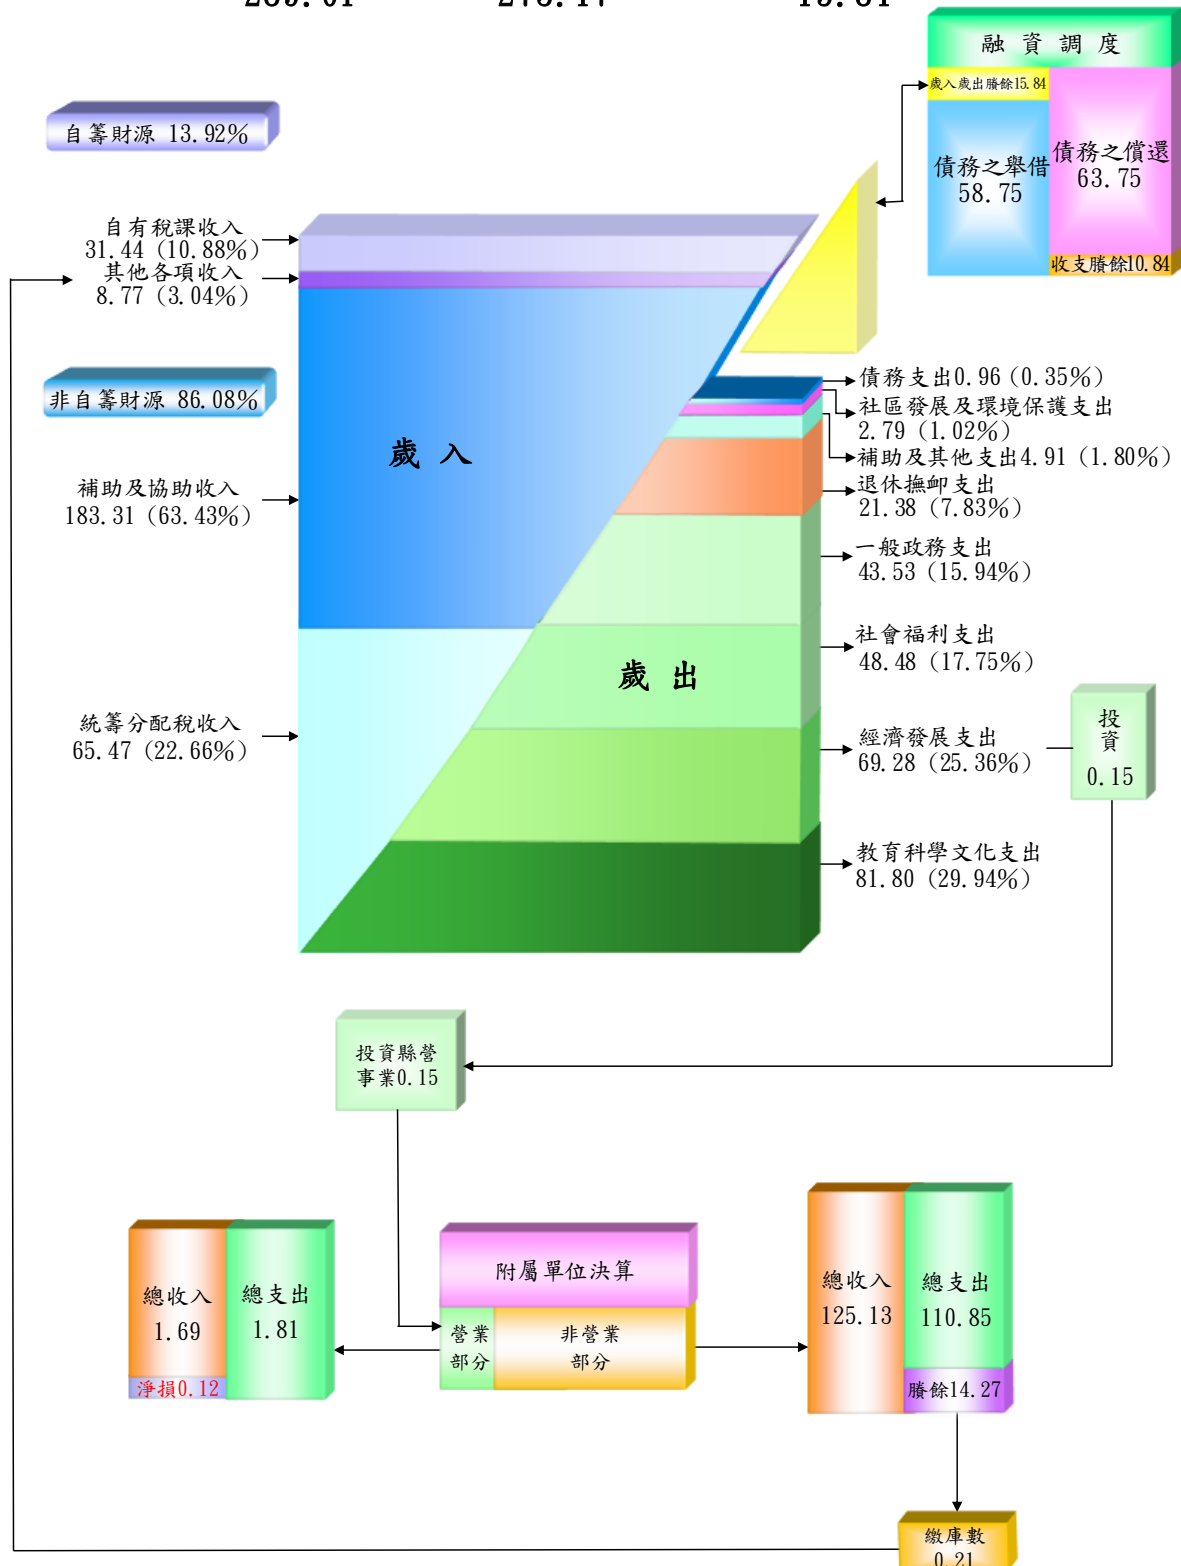 融資調度
歲入歲出賸餘15.84
債務之舉借
58.75
債務之償還
63.75
收支賸餘10.84
自籌財源 13.92%
自有稅課收入
31.44 (10.88%)
其他各項收入
8.77 (3.04%)
非自籌財源 86.08%
補助及協助收入
183.31 (63.43%)
統籌分配稅收入
65.47 (22.66%)
歲入
歲出
債務支出0.96 (0.35%)
社區發展及環境保護支出
2.79 (1.02%)
補助及其他支出4.91 (1.80%)
退休撫卹支出
21.38 (7.83%)
一般政務支出
43.53 (15.94%)
社會福利支出
48.48 (17.75%)
經濟發展支出
69.28 (25.36%)
教育科學文化支出
81.80 (29.94%)
投
資
0.15
投資縣營
事業0.15
總收入
1.69
淨損0.12
總支出
1.81
附屬單位決算
營業
部分
非營業
部分
總收入
125.13
總支出
110.85
賸餘14.27
繳庫數
0.21